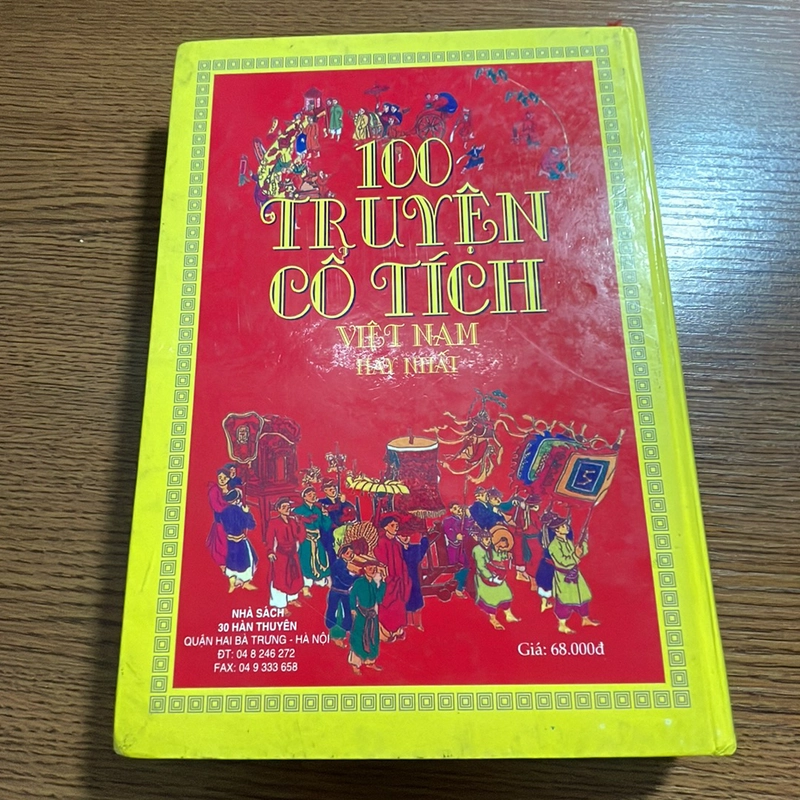 100
TRUYỆN
CỔ TÍCH
VIỆT NAM
HAY NHẤT
NHÀ SÁCH
30 HÀN THUYÊN
QUẬN HAI BÀ TRƯNG - HÀ NỘI
ĐT: 04 8 246 272
FAX: 04 9 333 658
Giá: 68.000đ